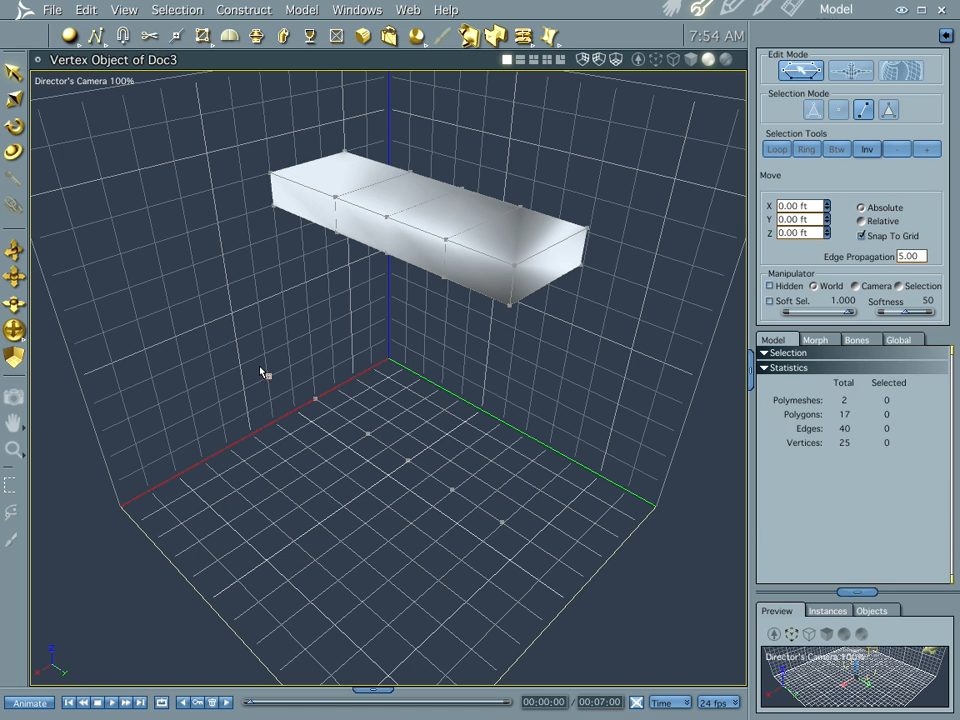 File Edit View Selection Construct Model Windows Web Help Model
7:54 AM
Vertex Object of Doc3
Director's Camera 100%
Edit Mode
Selection Mode
Selection Tools
Loop Ring Btw Inv - +
Move
X 0.00 ft Absolute
Y 0.00 ft Relative
Z 0.00 ft Snap To Grid
Edge Propagation 5.00
Manipulator
Hidden World Camera Selection
Soft Sel. 1.000 Softness 50
Model Morph Bones Global
Selection
Statistics
Total Selected
Polymeshes: 2 0
Polygons: 17 0
Edges: 40 0
Vertices: 25 0
Preview Instances Objects
Director's Camera 100%
Z
X Y
Animate 00:00:00 / 00:07:00 Time 24 fps